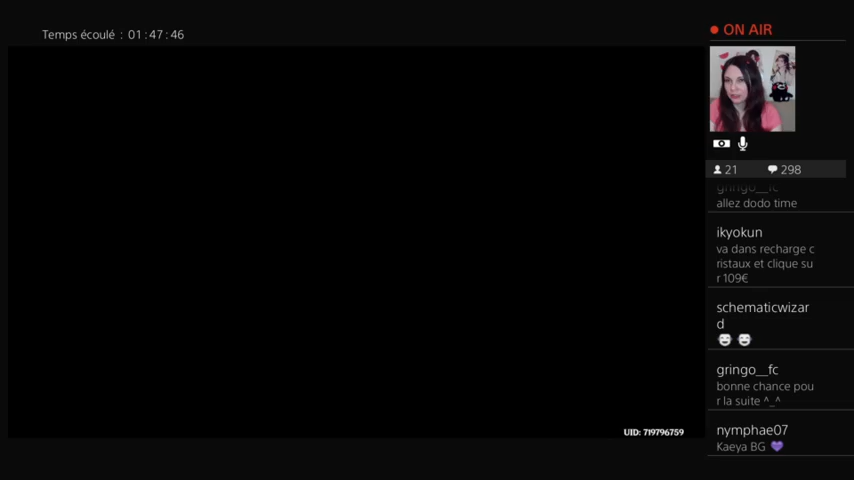 Temps écoulé : 01:47:46
ON AIR
21 298
gringo__fc
allez dodo time
ikyokun
va dans recharge c
ristaux et clique su
r 109€
schematicwizar
d
gringo__fc
bonne chance pou
r la suite ^_^
nymphae07
Kaeya BG 💜
UID: 719796759